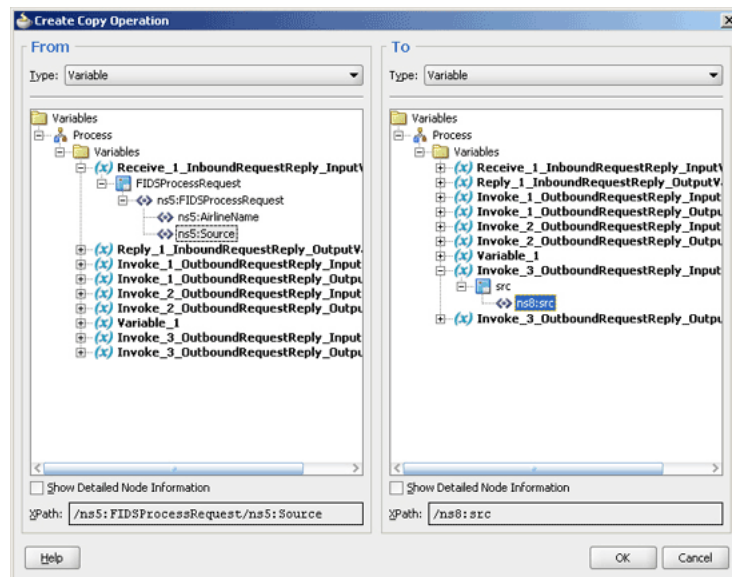 Create Copy Operation
From
Type: Variable
Variables
Process
Variables
(x) Receive_1_InboundRequestReply_InputV
FIDSProcessRequest
ns5:FIDSProcessRequest
ns5:AirlineName
ns5:Source
(x) Reply_1_InboundRequestReply_OutputVa
(x) Invoke_1_OutboundRequestReply_Input
(x) Invoke_1_OutboundRequestReply_Outpu
(x) Invoke_2_OutboundRequestReply_Input
(x) Invoke_2_OutboundRequestReply_Outpu
(x) Variable_1
(x) Invoke_3_OutboundRequestReply_Input
(x) Invoke_3_OutboundRequestReply_Outpu
Show Detailed Node Information
XPath: /ns5:FIDSProcessRequest/ns5:Source
To
Type: Variable
Variables
Process
Variables
(x) Receive_1_InboundRequestReply_InputV
(x) Reply_1_InboundRequestReply_OutputVa
(x) Invoke_1_OutboundRequestReply_Input
(x) Invoke_1_OutboundRequestReply_Outpu
(x) Invoke_2_OutboundRequestReply_Input
(x) Invoke_2_OutboundRequestReply_Outpu
(x) Variable_1
(x) Invoke_3_OutboundRequestReply_Input
src
ns8:src
(x) Invoke_3_OutboundRequestReply_Outpu
Show Detailed Node Information
XPath: /ns8:src
Help
OK
Cancel